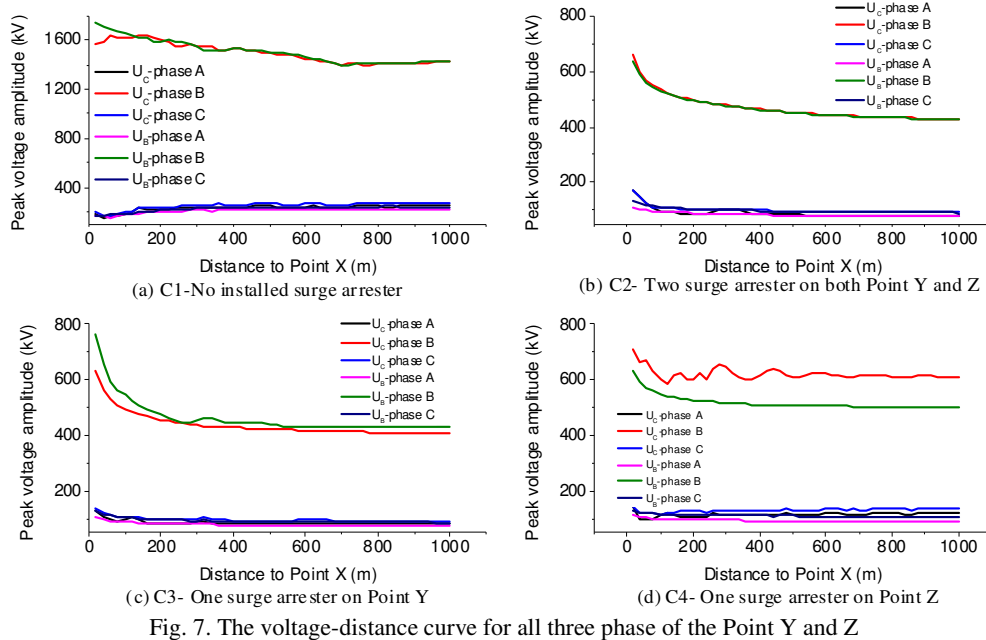 Peak voltage amplitude (kV)
1600
1200
800
400
U_C-phase A
U_C-phase B
U_C-phase C
U_B-phase A
U_B-phase B
U_B-phase C
0 200 400 600 800 1000
Distance to Point X (m)
(a) C1-No installed surge arrester
Peak voltage amplitude (kV)
800
600
400
200
U_C-phase A
U_C-phase B
U_C-phase C
U_B-phase A
U_B-phase B
U_B-phase C
0 200 400 600 800 1000
Distance to Point X (m)
(b) C2- Two surge arrester on both Point Y and Z
Peak voltage amplitude (kV)
800
600
400
200
U_C-phase A
U_C-phase B
U_C-phase C
U_B-phase A
U_B-phase B
U_B-phase C
0 200 400 600 800 1000
Distance to Point X (m)
(c) C3- One surge arrester on Point Y
Peak voltage amplitude (kV)
800
600
400
200
U_C-phase A
U_C-phase B
U_C-phase C
U_B-phase A
U_B-phase B
U_B-phase C
0 200 400 600 800 1000
Distance to Point X (m)
(d) C4- One surge arrester on Point Z
Fig. 7. The voltage-distance curve for all three phase of the Point Y and Z